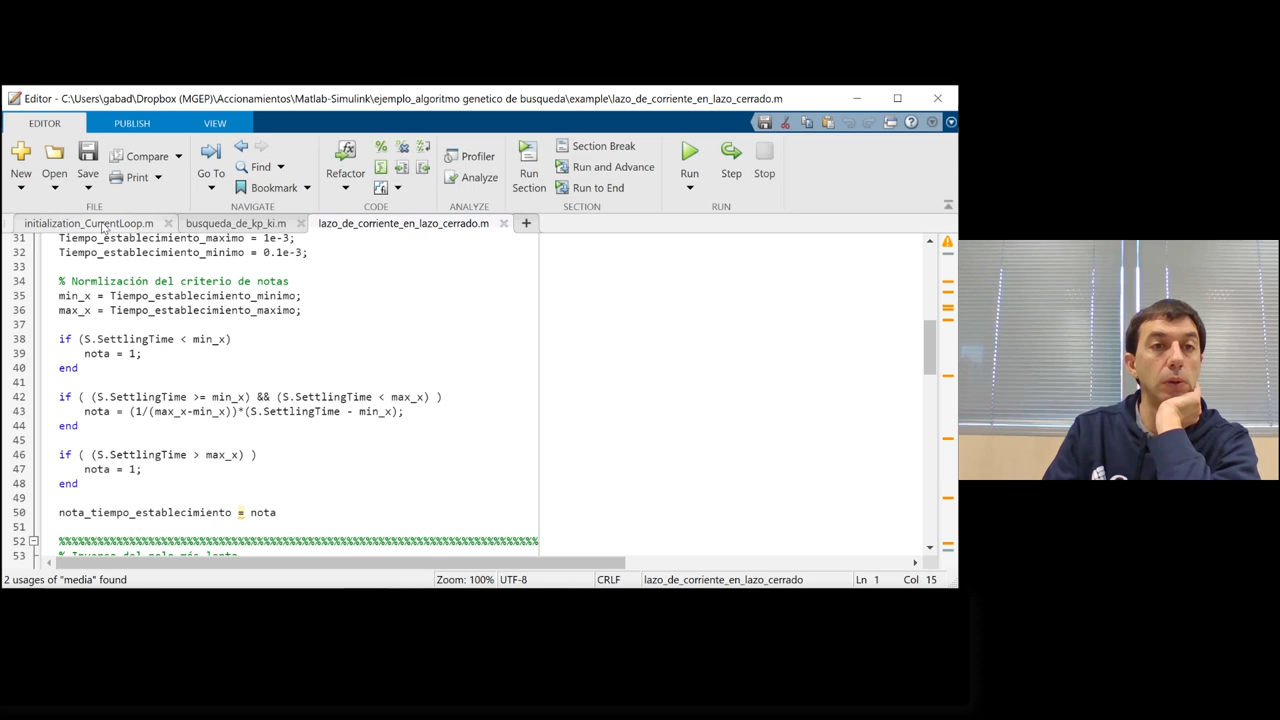 Editor - C:\Users\gabad\Dropbox (MGEP)\Accionamientos\Matlab-Simulink\ejemplo_algoritmo genetico de busqueda\example\lazo_de_corriente_en_lazo_cerrado.m
EDITOR PUBLISH VIEW
New Open Save Compare Print Go To Find Bookmark Refactor Profiler Analyze Run Section Section Break Run and Advance Run to End Run Step Stop
FILE NAVIGATE CODE ANALYZE SECTION RUN
initialization_CurrentLoop.m busqueda_de_kp_ki.m lazo_de_corriente_en_lazo_cerrado.m
31 Tiempo_establecimiento_maximo = 1e-3;
32 Tiempo_establecimiento_minimo = 0.1e-3;
33
34 % Normlización del criterio de notas
35 min_x = Tiempo_establecimiento_minimo;
36 max_x = Tiempo_establecimiento_maximo;
37
38 if (S.SettlingTime < min_x)
39 nota = 1;
40 end
41
42 if ( (S.SettlingTime >= min_x) && (S.SettlingTime < max_x) )
43 nota = (1/(max_x-min_x))*(S.SettlingTime - min_x);
44 end
45
46 if ( (S.SettlingTime > max_x) )
47 nota = 1;
48 end
49
50 nota_tiempo_establecimiento = nota
51
52 %%%%%%%%%%%%%%%%%%%%%%%%%%%%%%%%%%%%%%%%%%%%%%%%%%%%%%%%%%%%%%%%%%%%%%%%%%%
53 % Inversa del polo más lento
2 usages of "media" found Zoom: 100% UTF-8 CRLF lazo_de_corriente_en_lazo_cerrado Ln 1 Col 15